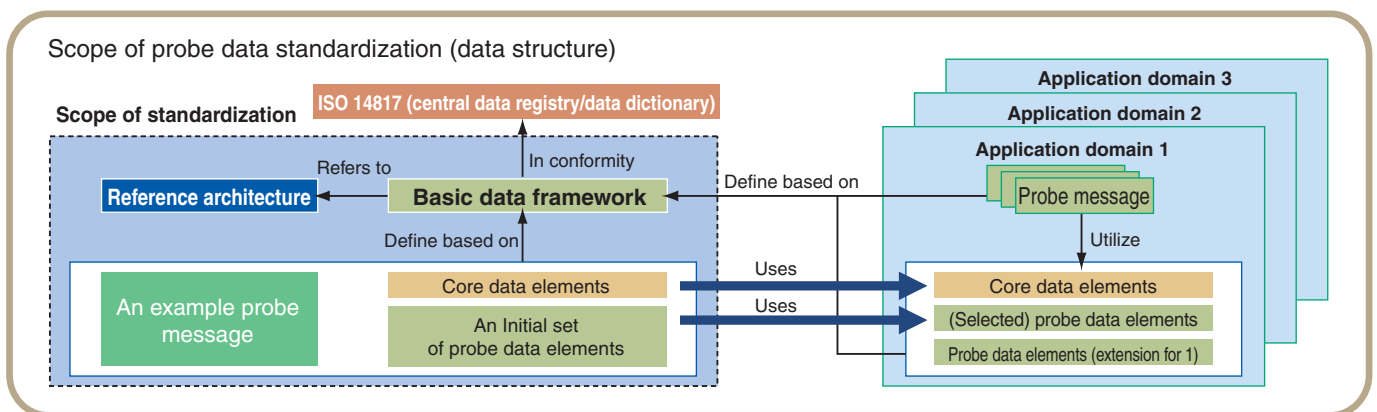 Scope of probe data standardization (data structure)
Scope of standardization
ISO 14817 (central data registry/data dictionary)
Refers to
In conformity
Reference architecture
Basic data framework
Define based on
An example probe
message
Core data elements
An Initial set
of probe data elements
Define based on
Uses
Uses
Application domain 3
Application domain 2
Application domain 1
Probe message
Utilize
Core data elements
(Selected) probe data elements
Probe data elements (extension for 1)